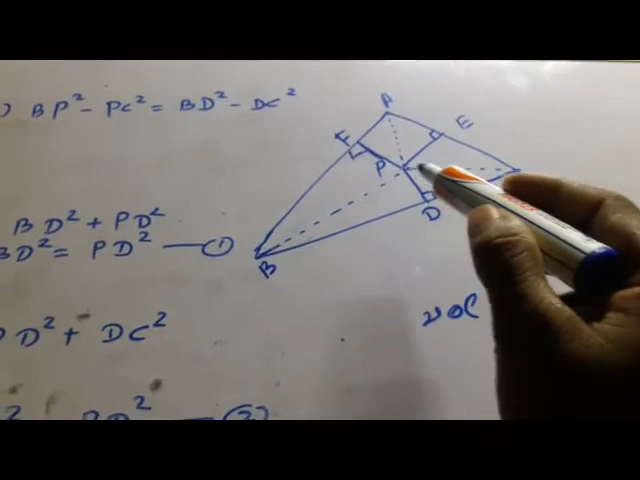 ) BP² - PC² = BD² - DC²
A
F
E
P
D
B
BD² + PD²
BD² = PD² — ①
D² + DC²